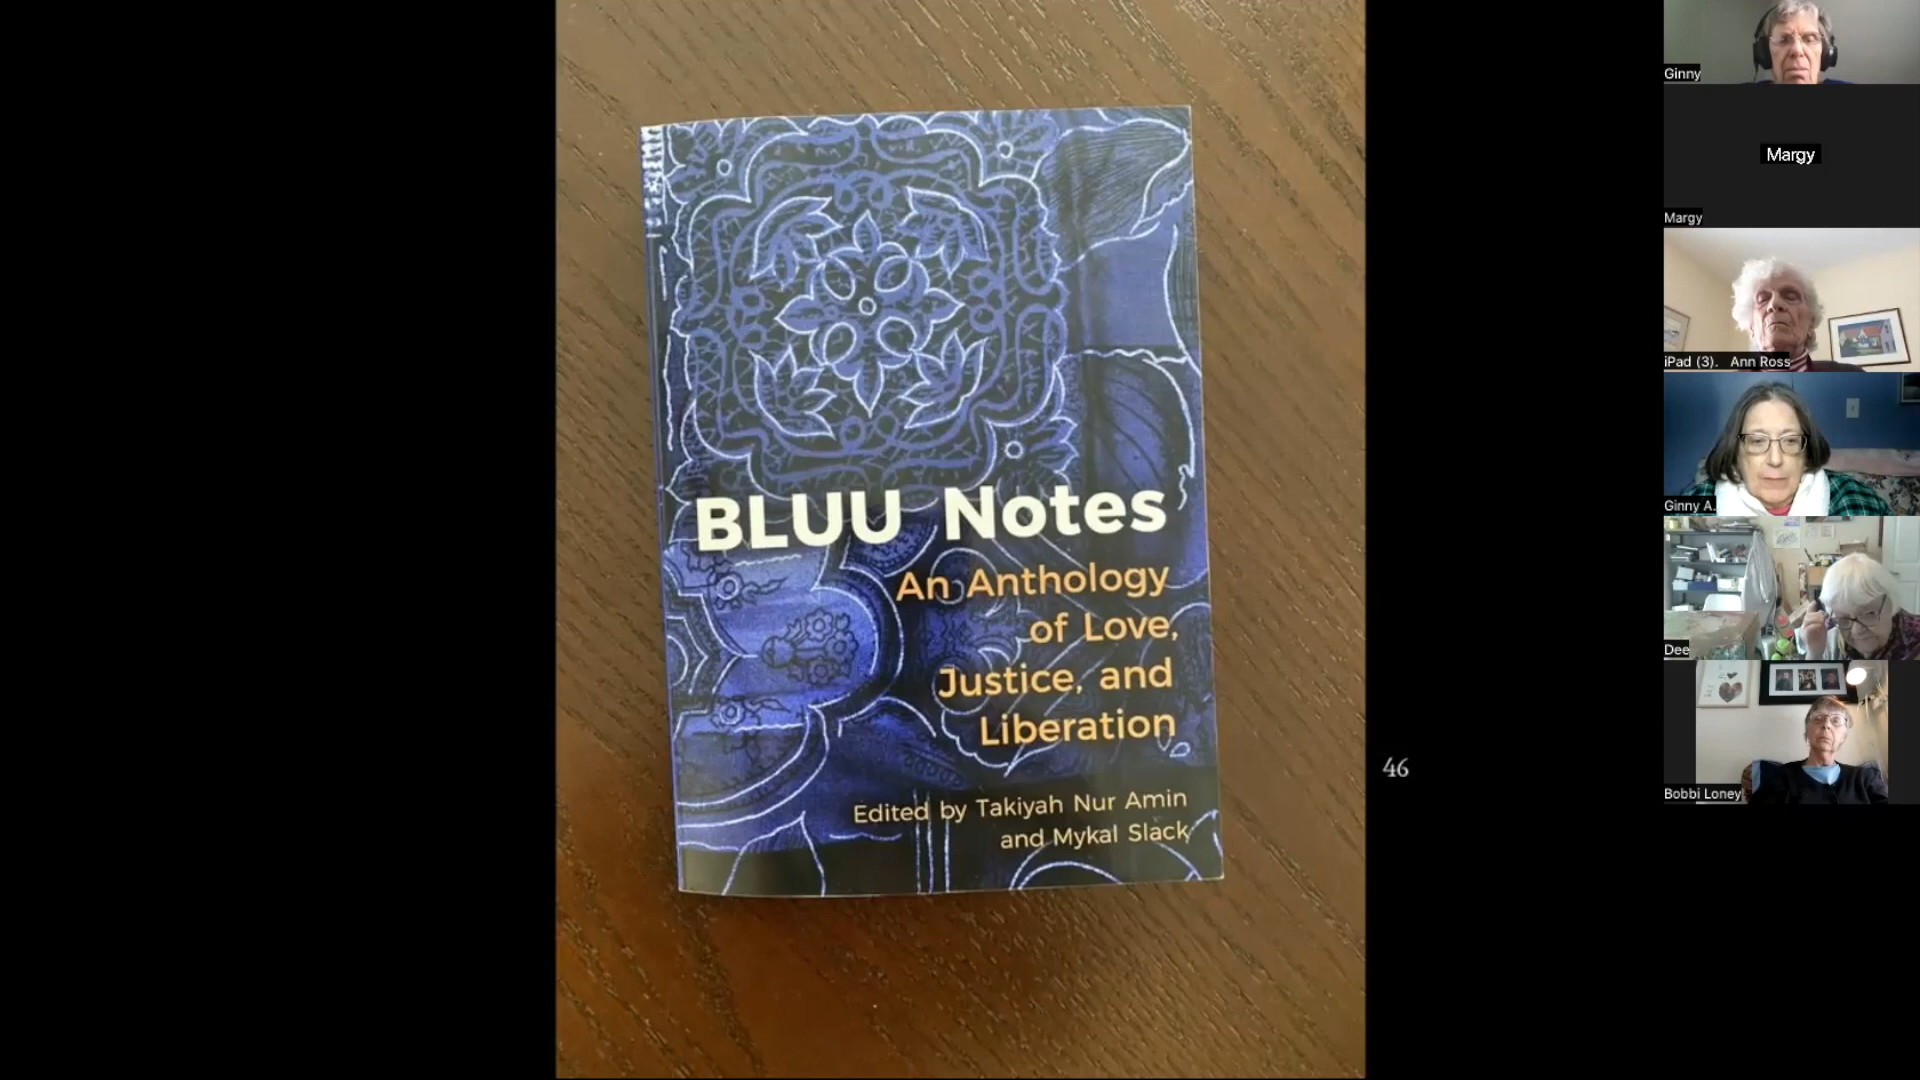 BLUU Notes
An Anthology
of Love,
Justice, and
Liberation
Edited by Takiyah Nur Amin
and Mykal Slack
46
Ginny
Margy
Margy
iPad (3). Ann Ross
Ginny A.
Dee
Bobbi Loney